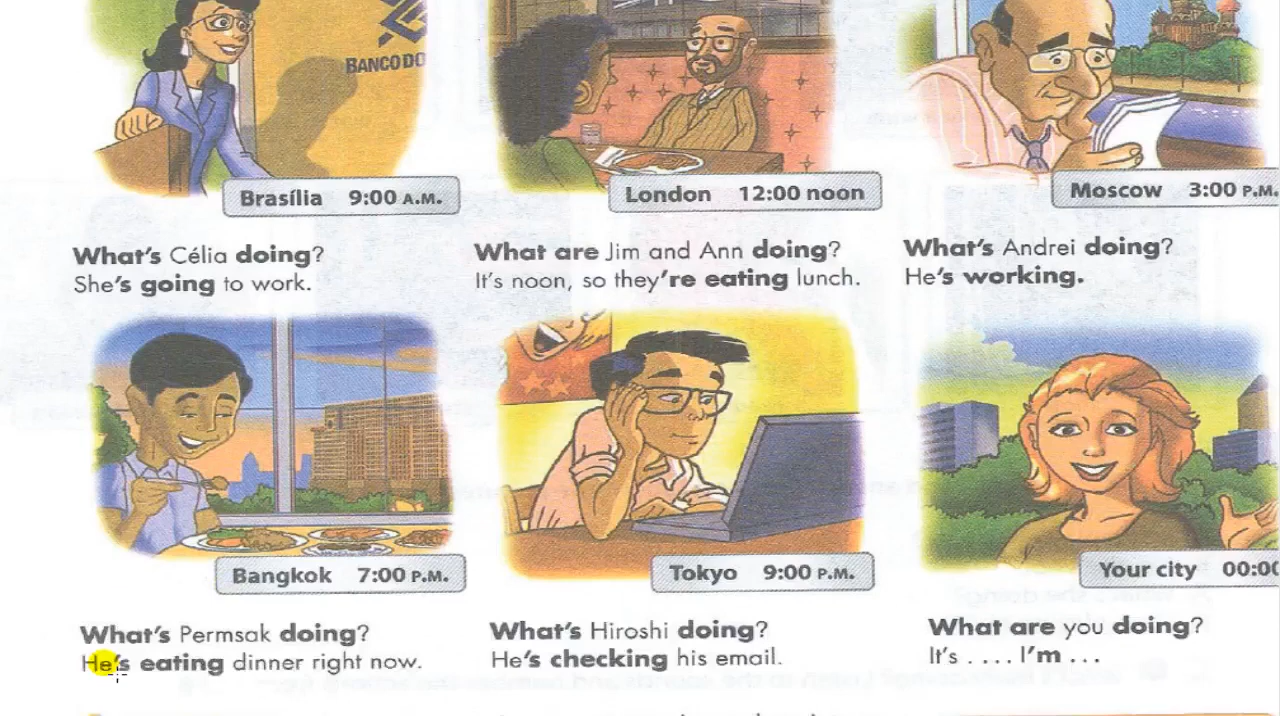 BANCO DO
Brasília 9:00 A.M.
London 12:00 noon
Moscow 3:00 P.M.
What's Célia doing?
She's going to work.
What are Jim and Ann doing?
It's noon, so they're eating lunch.
What's Andrei doing?
He's working.
Bangkok 7:00 P.M.
Tokyo 9:00 P.M.
Your city 00:00
What's Permsak doing?
He's eating dinner right now.
What's Hiroshi doing?
He's checking his email.
What are you doing?
It's .... I'm ...